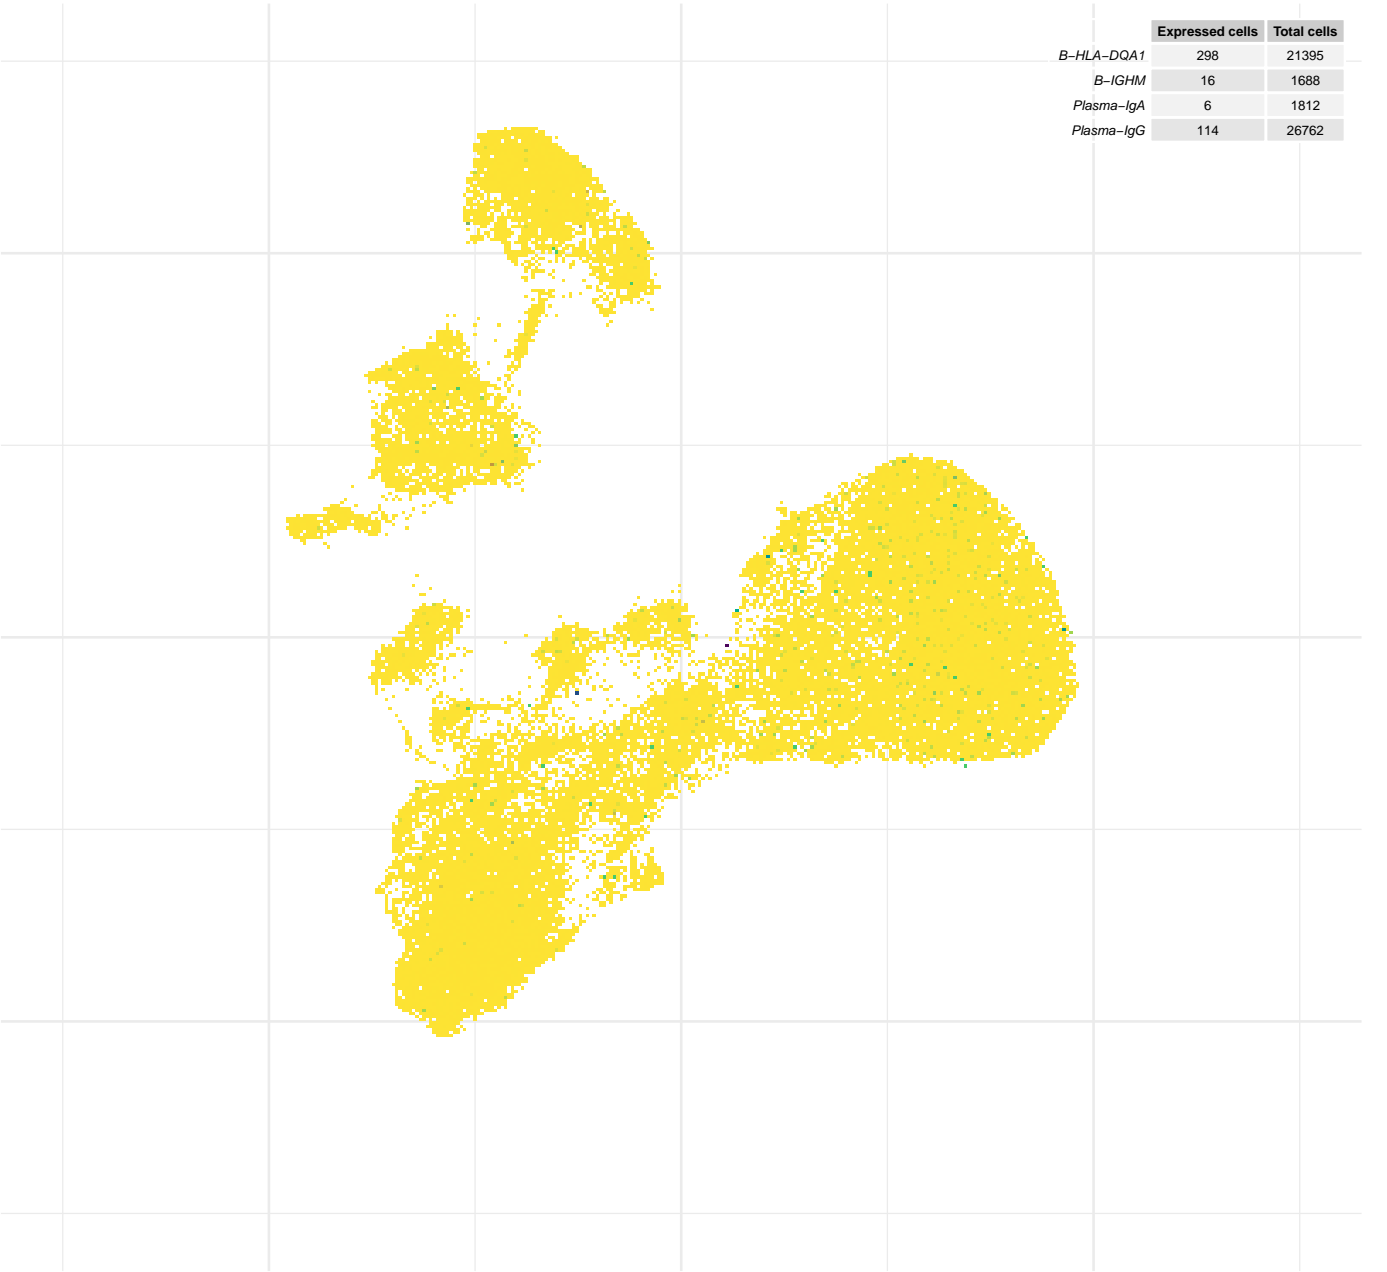 Expressed cells Total cells
B−HLA−DQA1 298 21395
B−IGHM 16 1688
Plasma−IgA 6 1812
Plasma−IgG 114 26762